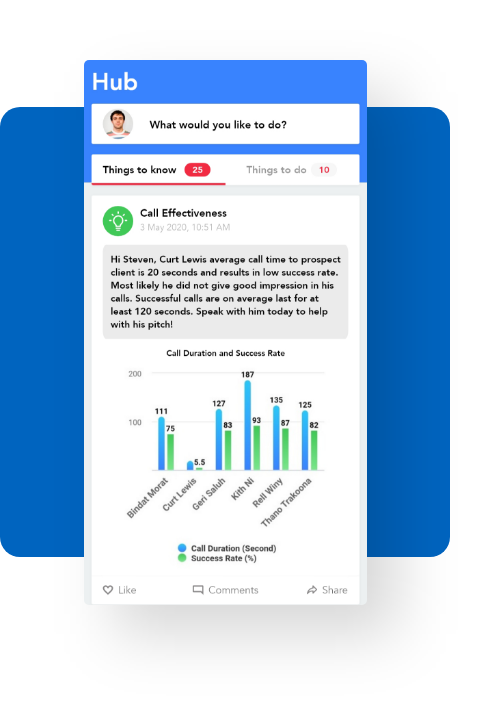 Hub
What would you like to do?
Things to know 25
Things to do 10
Call Effectiveness
3 May 2020, 10:51 AM
Hi Steven, Curt Lewis average call time to prospect
client is 20 seconds and results in low success rate.
Most likely he did not give good impression in his
calls. Successful calls are on average last for at
least 120 seconds. Speak with him today to help
with his pitch!
Call Duration and Success Rate
200
100
111
75
5.5
127
83
187
93
135
87
125
82
Bindat Morat
Curt Lewis
Geri Saluh
Kith Ni
Rell Winy
Thano Trakoona
Call Duration (Second)
Success Rate (%)
Like
Comments
Share